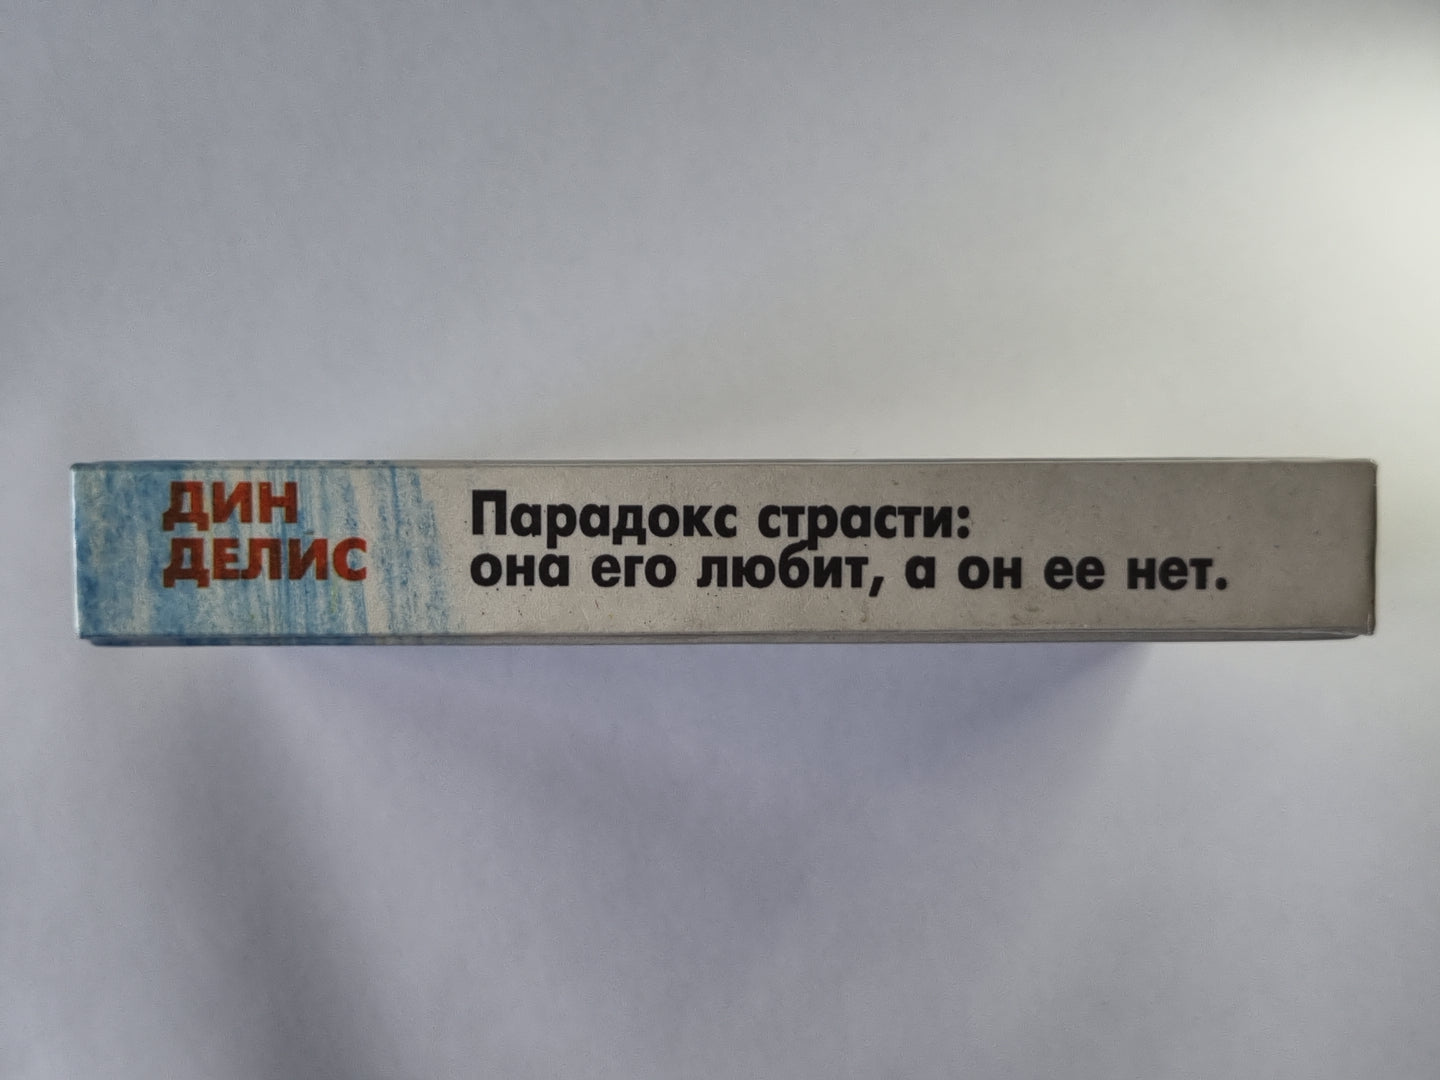 ДИН
ДЕЛИС
Парадокс страсти:
она его любит, а он ее нет.